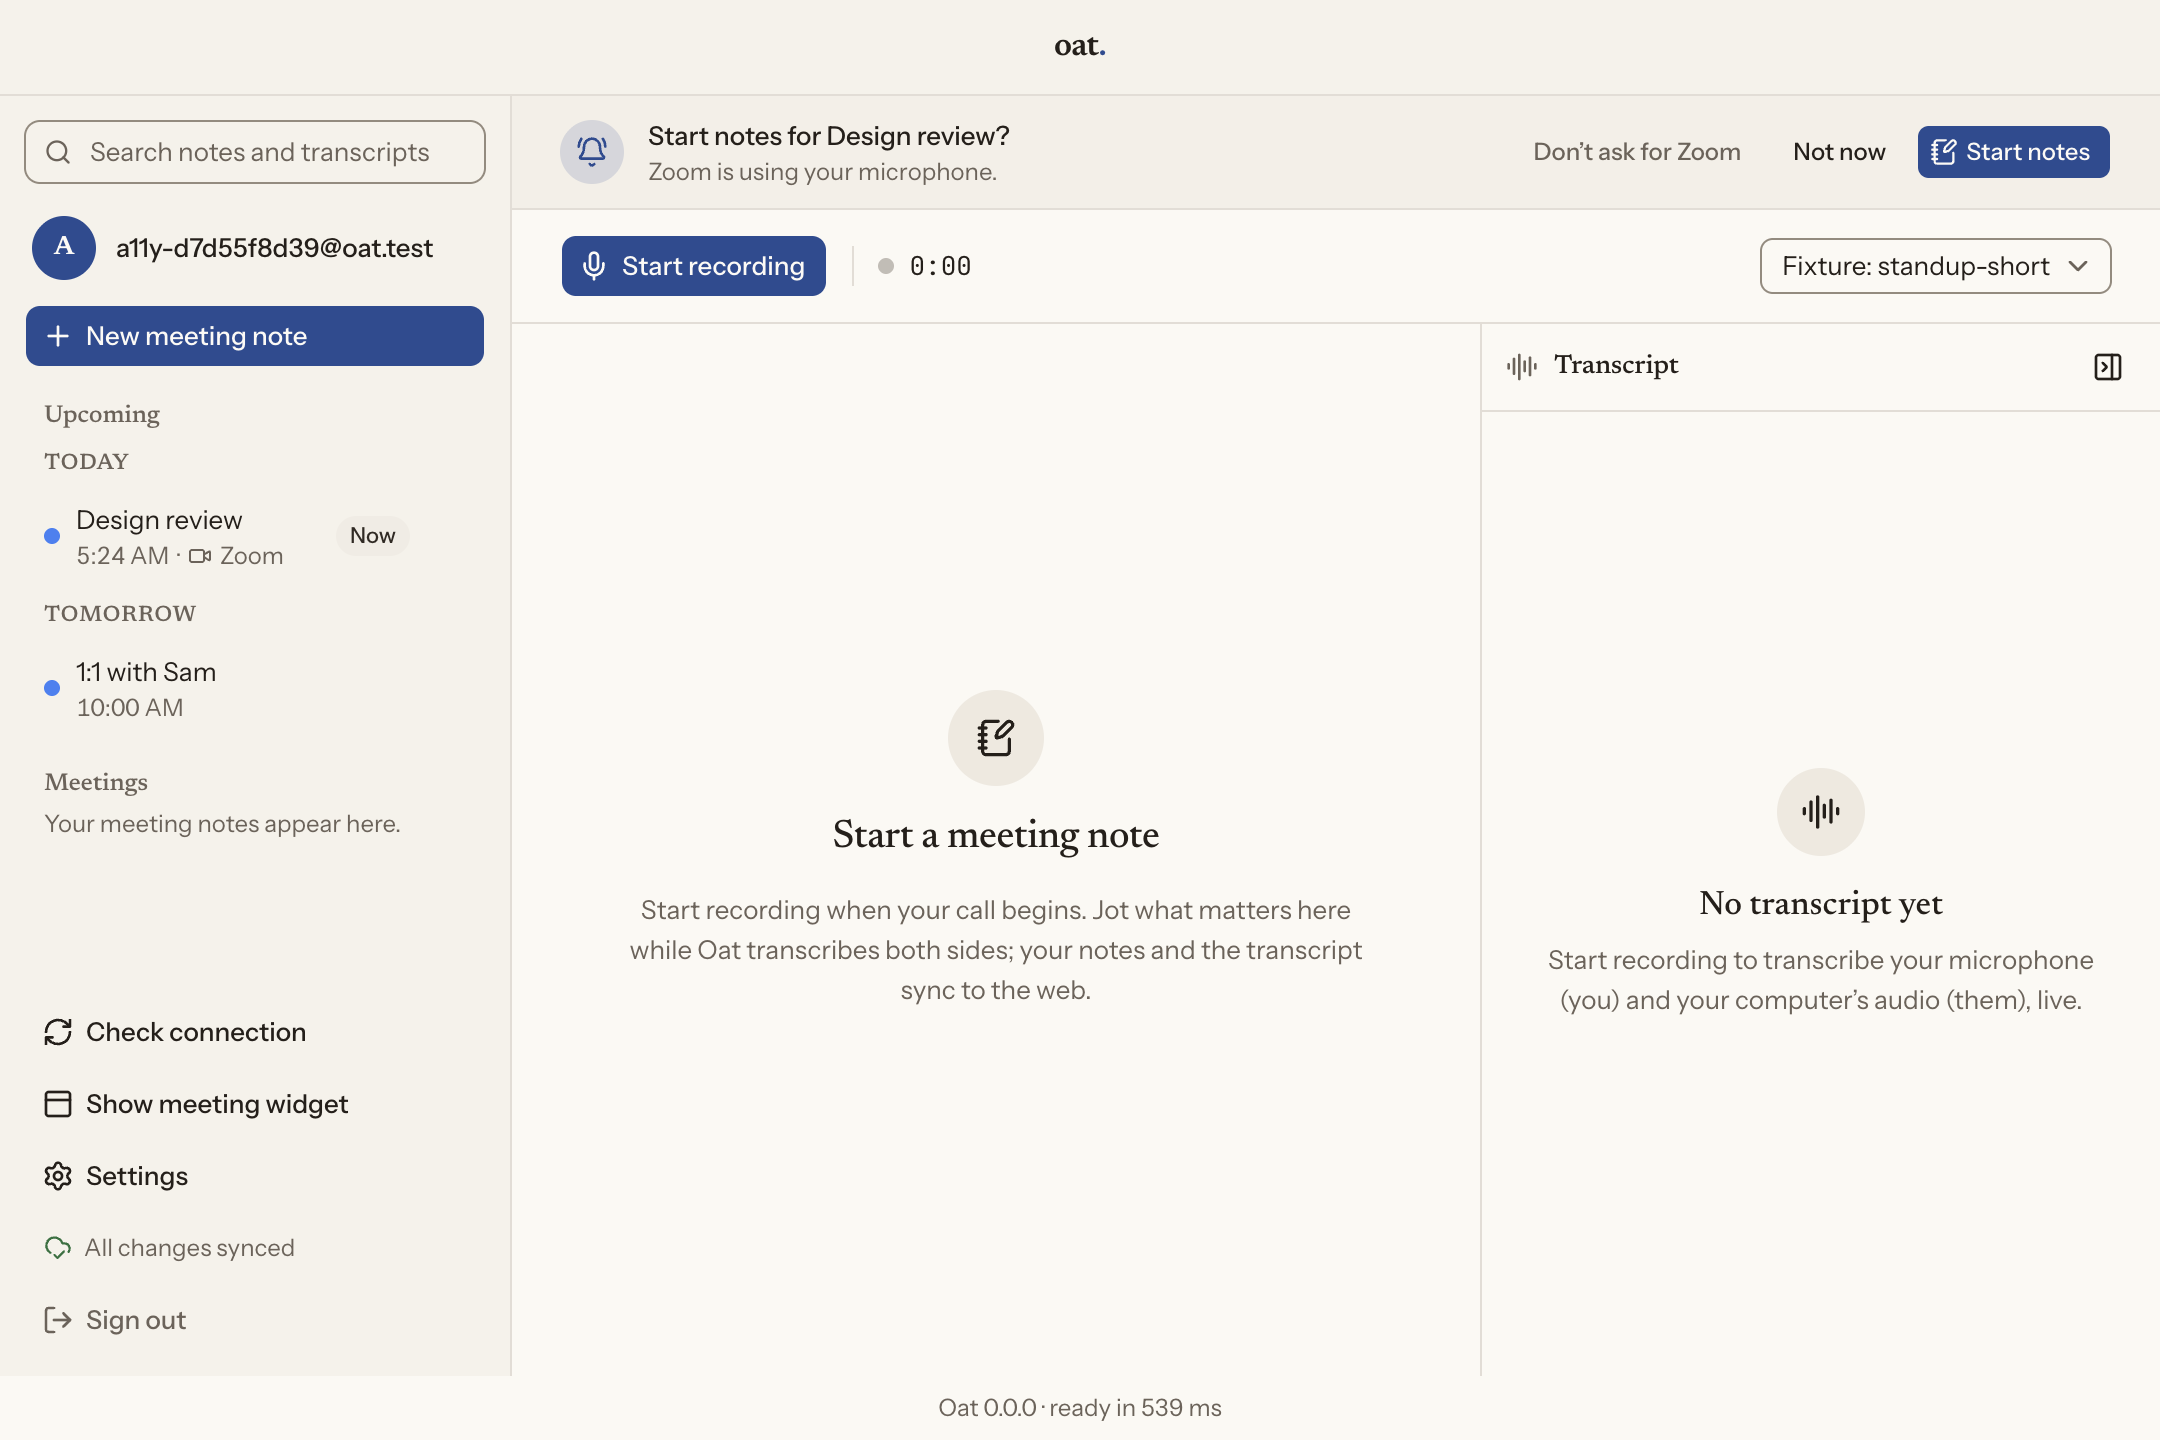 oat.
Search notes and transcripts
A
a11y-d7d55f8d39@oat.test
New meeting note
Upcoming
TODAY
Design review
5:24 AM · Zoom
Now
TOMORROW
1:1 with Sam
10:00 AM
Meetings
Your meeting notes appear here.
Check connection
Show meeting widget
Settings
All changes synced
Sign out
Start notes for Design review?
Zoom is using your microphone.
Don’t ask for Zoom
Not now
Start notes
Start recording
0:00
Fixture: standup-short
Start a meeting note
Start recording when your call begins. Jot what matters here
while Oat transcribes both sides; your notes and the transcript
sync to the web.
Transcript
No transcript yet
Start recording to transcribe your microphone
(you) and your computer’s audio (them), live.
Oat 0.0.0 · ready in 539 ms